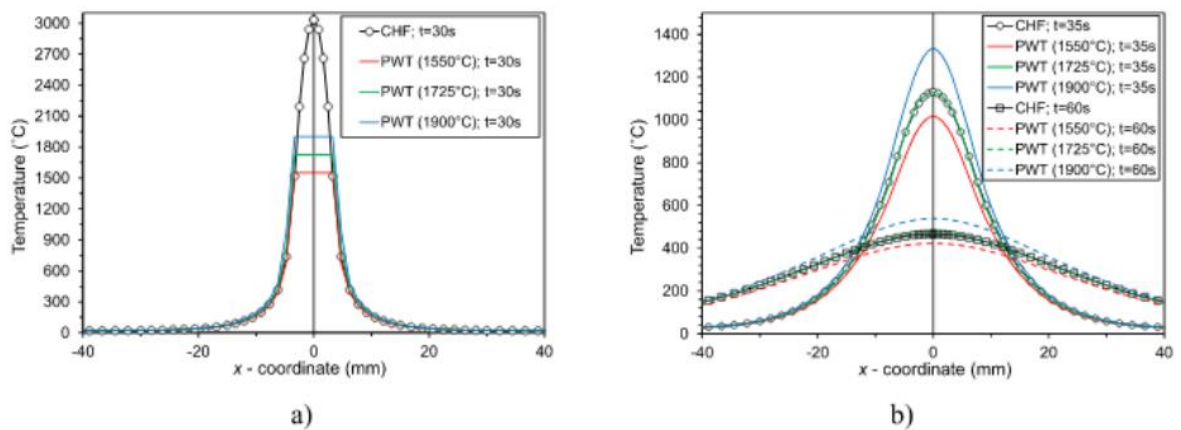 3000
2700
2400
2100
1800
1500
1200
900
600
300
0
Temperature (°C)
-40
-20
0
20
40
x - coordinate (mm)
CHF; t=30s
PWT (1550°C); t=30s
PWT (1725°C); t=30s
PWT (1900°C); t=30s
a)
1400
1200
1000
800
600
400
200
0
Temperature (°C)
-40
-20
0
20
40
x - coordinate (mm)
CHF; t=35s
PWT (1550°C); t=35s
PWT (1725°C); t=35s
PWT (1900°C); t=35s
CHF; t=60s
PWT (1550°C); t=60s
PWT (1725°C); t=60s
PWT (1900°C); t=60s
b)